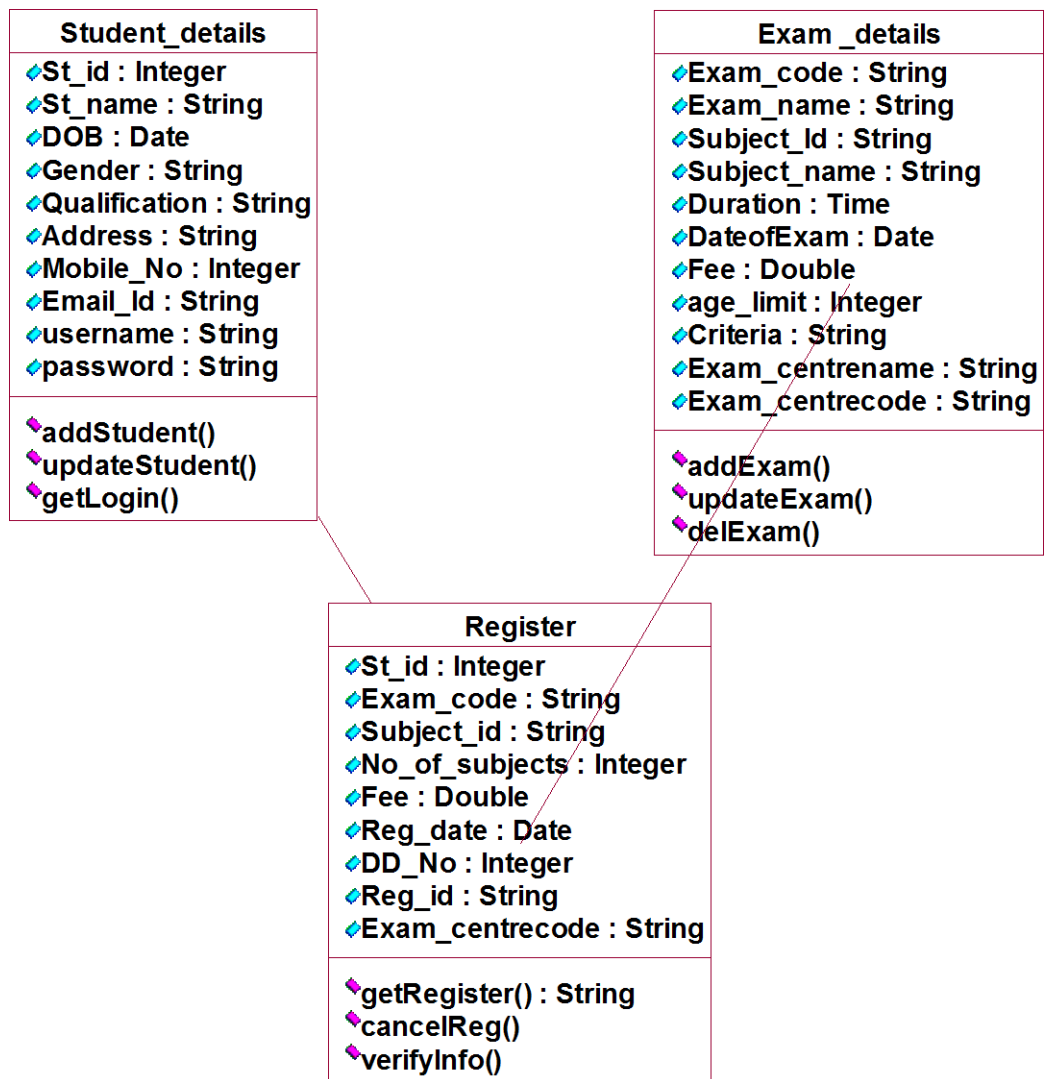 Student_details
St_id : Integer
St_name : String
DOB : Date
Gender : String
Qualification : String
Address : String
Mobile_No : Integer
Email_Id : String
username : String
password : String
addStudent()
updateStudent()
getLogin()
Exam _details
Exam_code : String
Exam_name : String
Subject_Id : String
Subject_name : String
Duration : Time
DateofExam : Date
Fee : Double
age_limit : Integer
Criteria : String
Exam_centrename : String
Exam_centrecode : String
addExam()
updateExam()
delExam()
Register
St_id : Integer
Exam_code : String
Subject_id : String
No_of_subjects : Integer
Fee : Double
Reg_date : Date
DD_No : Integer
Reg_id : String
Exam_centrecode : String
getRegister() : String
cancelReg()
verifyInfo()